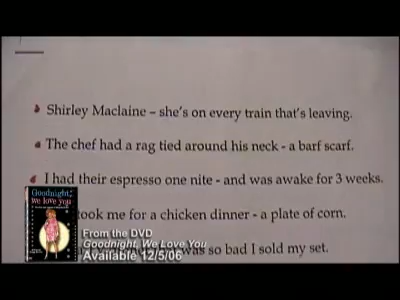 Shirley Maclaine – she's on every train that's leaving.
The chef had a rag tied around his neck - a barf scarf.
I had their espresso one nite - and was awake for 3 weeks.
took me for a chicken dinner - a plate of corn.
was so bad I sold my set.
Goodnight,
we love you
From the DVD
Goodnight, We Love You
Available 12/5/06